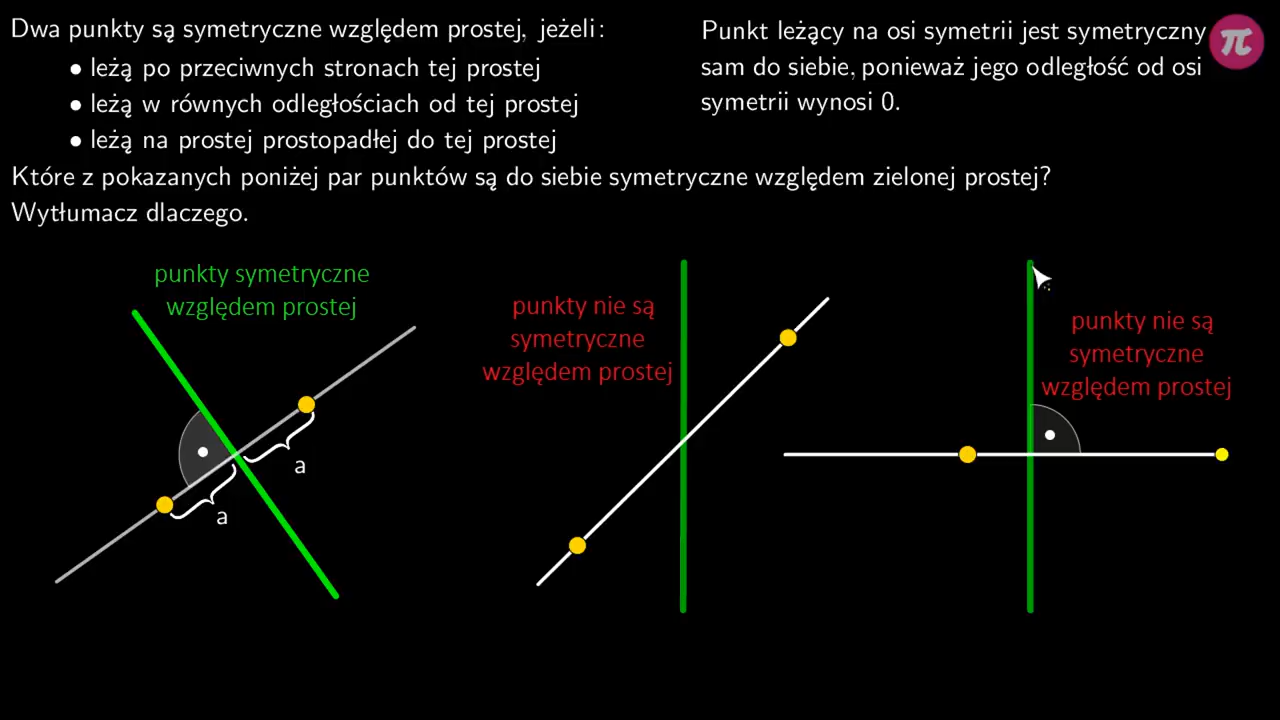 Dwa punkty są symetryczne względem prostej, jeżeli:
• leżą po przeciwnych stronach tej prostej
• leżą w równych odległościach od tej prostej
• leżą na prostej prostopadłej do tej prostej
Punkt leżący na osi symetrii jest symetryczny
sam do siebie, ponieważ jego odległość od osi
symetrii wynosi 0.
π
Które z pokazanych poniżej par punktów są do siebie symetryczne względem zielonej prostej?
Wytłumacz dlaczego.
punkty symetryczne
względem prostej
a
a
punkty nie są
symetryczne
względem prostej
punkty nie są
symetryczne
względem prostej